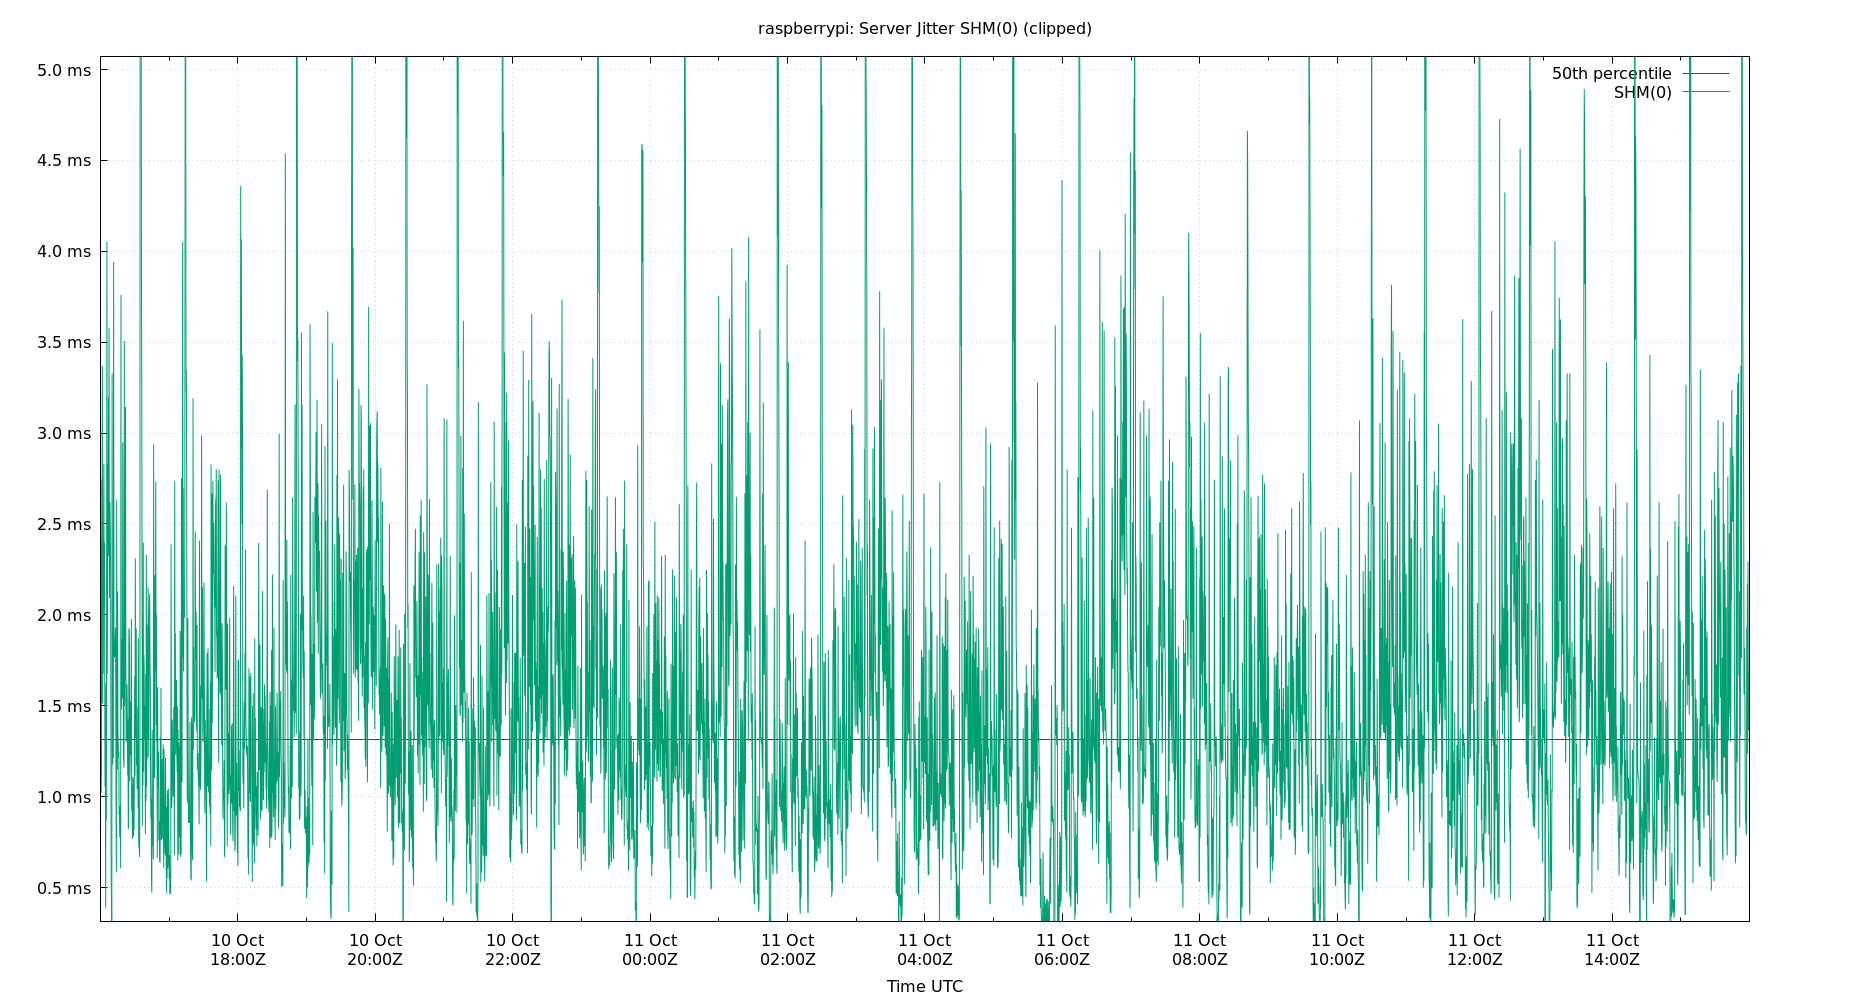 raspberrypi: Server Jitter SHM(0) (clipped)
5.0 ms
4.5 ms
4.0 ms
3.5 ms
3.0 ms
2.5 ms
2.0 ms
1.5 ms
1.0 ms
0.5 ms
50th percentile
SHM(0)
10 Oct 10 Oct 10 Oct 11 Oct 11 Oct 11 Oct 11 Oct 11 Oct 11 Oct 11 Oct 11 Oct
18:00Z 20:00Z 22:00Z 00:00Z 02:00Z 04:00Z 06:00Z 08:00Z 10:00Z 12:00Z 14:00Z
Time UTC